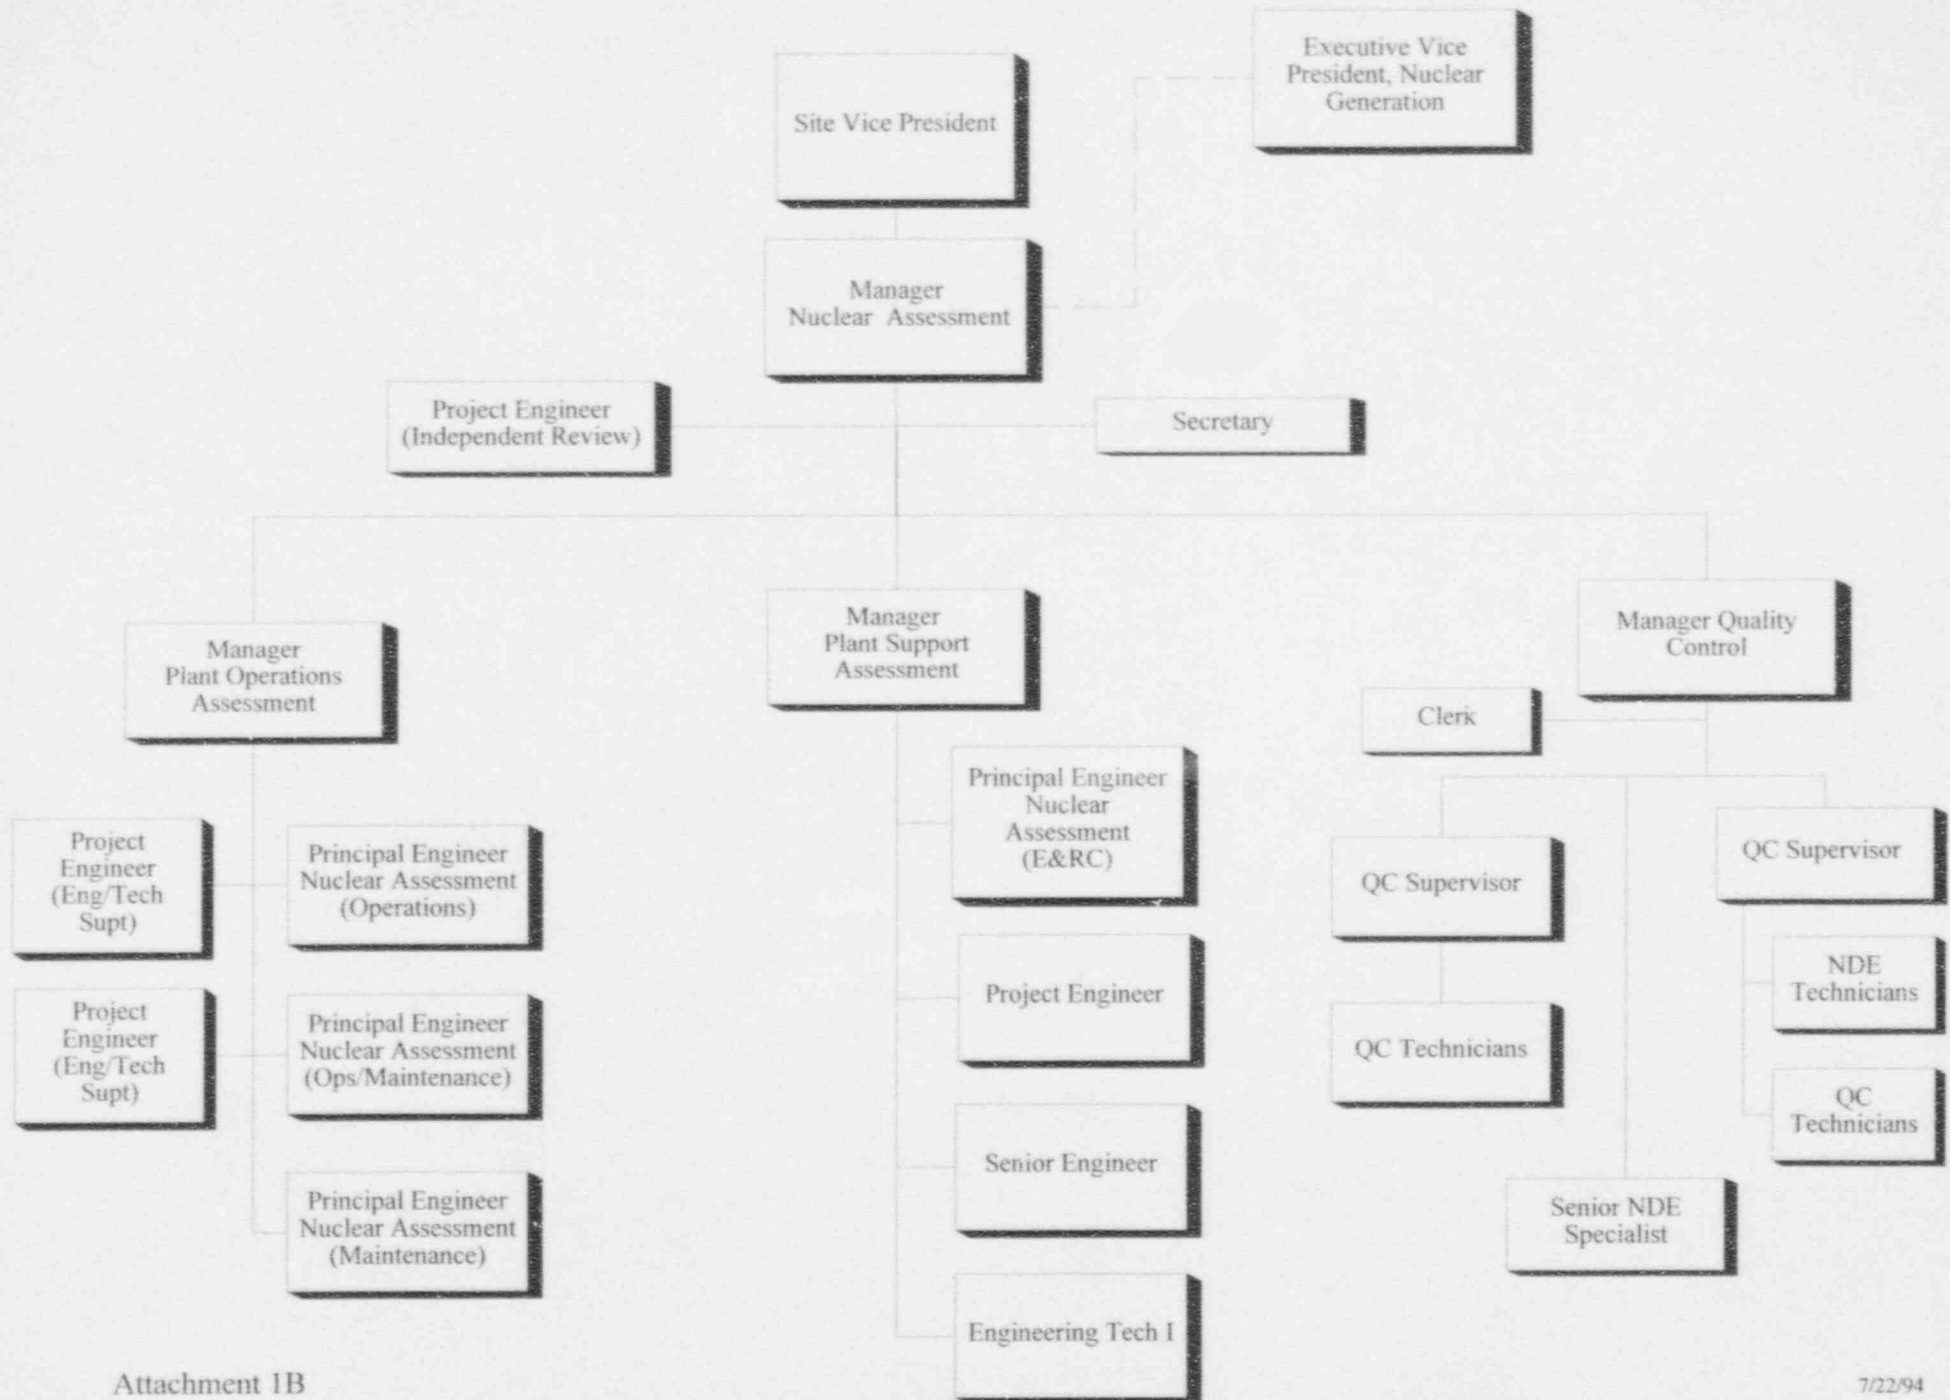 Executive Vice
President, Nuclear
Generation
Site Vice President
Manager
Nuclear Assessment
Project Engineer
(Independent Review)
Secretary
Manager
Plant Operations
Assessment
Manager
Plant Support
Assessment
Manager Quality
Control
Clerk
Project
Engineer
(Eng/Tech
Supt)
Principal Engineer
Nuclear Assessment
(Operations)
Project
Engineer
(Eng/Tech
Supt)
Principal Engineer
Nuclear Assessment
(Ops/Maintenance)
Principal Engineer
Nuclear Assessment
(Maintenance)
Principal Engineer
Nuclear
Assessment
(E&RC)
Project Engineer
Senior Engineer
Engineering Tech I
QC Supervisor
QC Technicians
QC Supervisor
NDE
Technicians
QC
Technicians
Senior NDE
Specialist
Attachment 1B
7/22/94